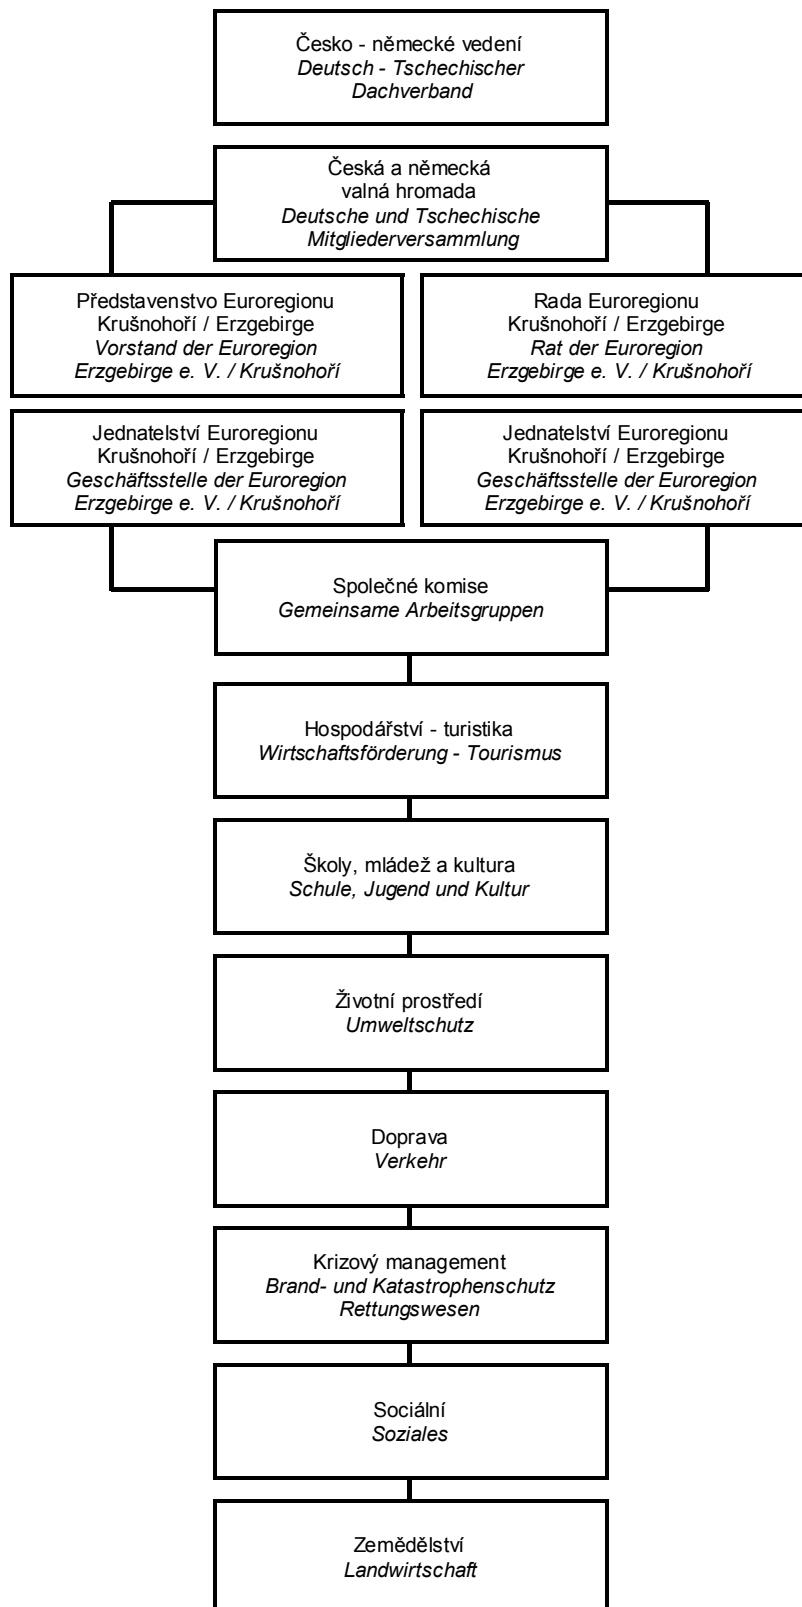 Česko - německé vedení
Deutsch - Tschechischer
Dachverband
Česká a německá
valná hromada
Deutsche und Tschechische
Mitgliederversammlung
Představenstvo Euroregionu
Krušnohoří / Erzgebirge
Vorstand der Euroregion
Erzgebirge e. V. / Krušnohoří
Rada Euroregionu
Krušnohoří / Erzgebirge
Rat der Euroregion
Erzgebirge e. V. / Krušnohoří
Jednatelství Euroregionu
Krušnohoří / Erzgebirge
Geschäftsstelle der Euroregion
Erzgebirge e. V. / Krušnohoří
Jednatelství Euroregionu
Krušnohoří / Erzgebirge
Geschäftsstelle der Euroregion
Erzgebirge e. V. / Krušnohoří
Společné komise
Gemeinsame Arbeitsgruppen
Hospodářství - turistika
Wirtschaftsförderung - Tourismus
Školy, mládež a kultura
Schule, Jugend und Kultur
Životní prostředí
Umweltschutz
Doprava
Verkehr
Krizový management
Brand- und Katastrophenschutz
Rettungswesen
Sociální
Soziales
Zemědělství
Landwirtschaft